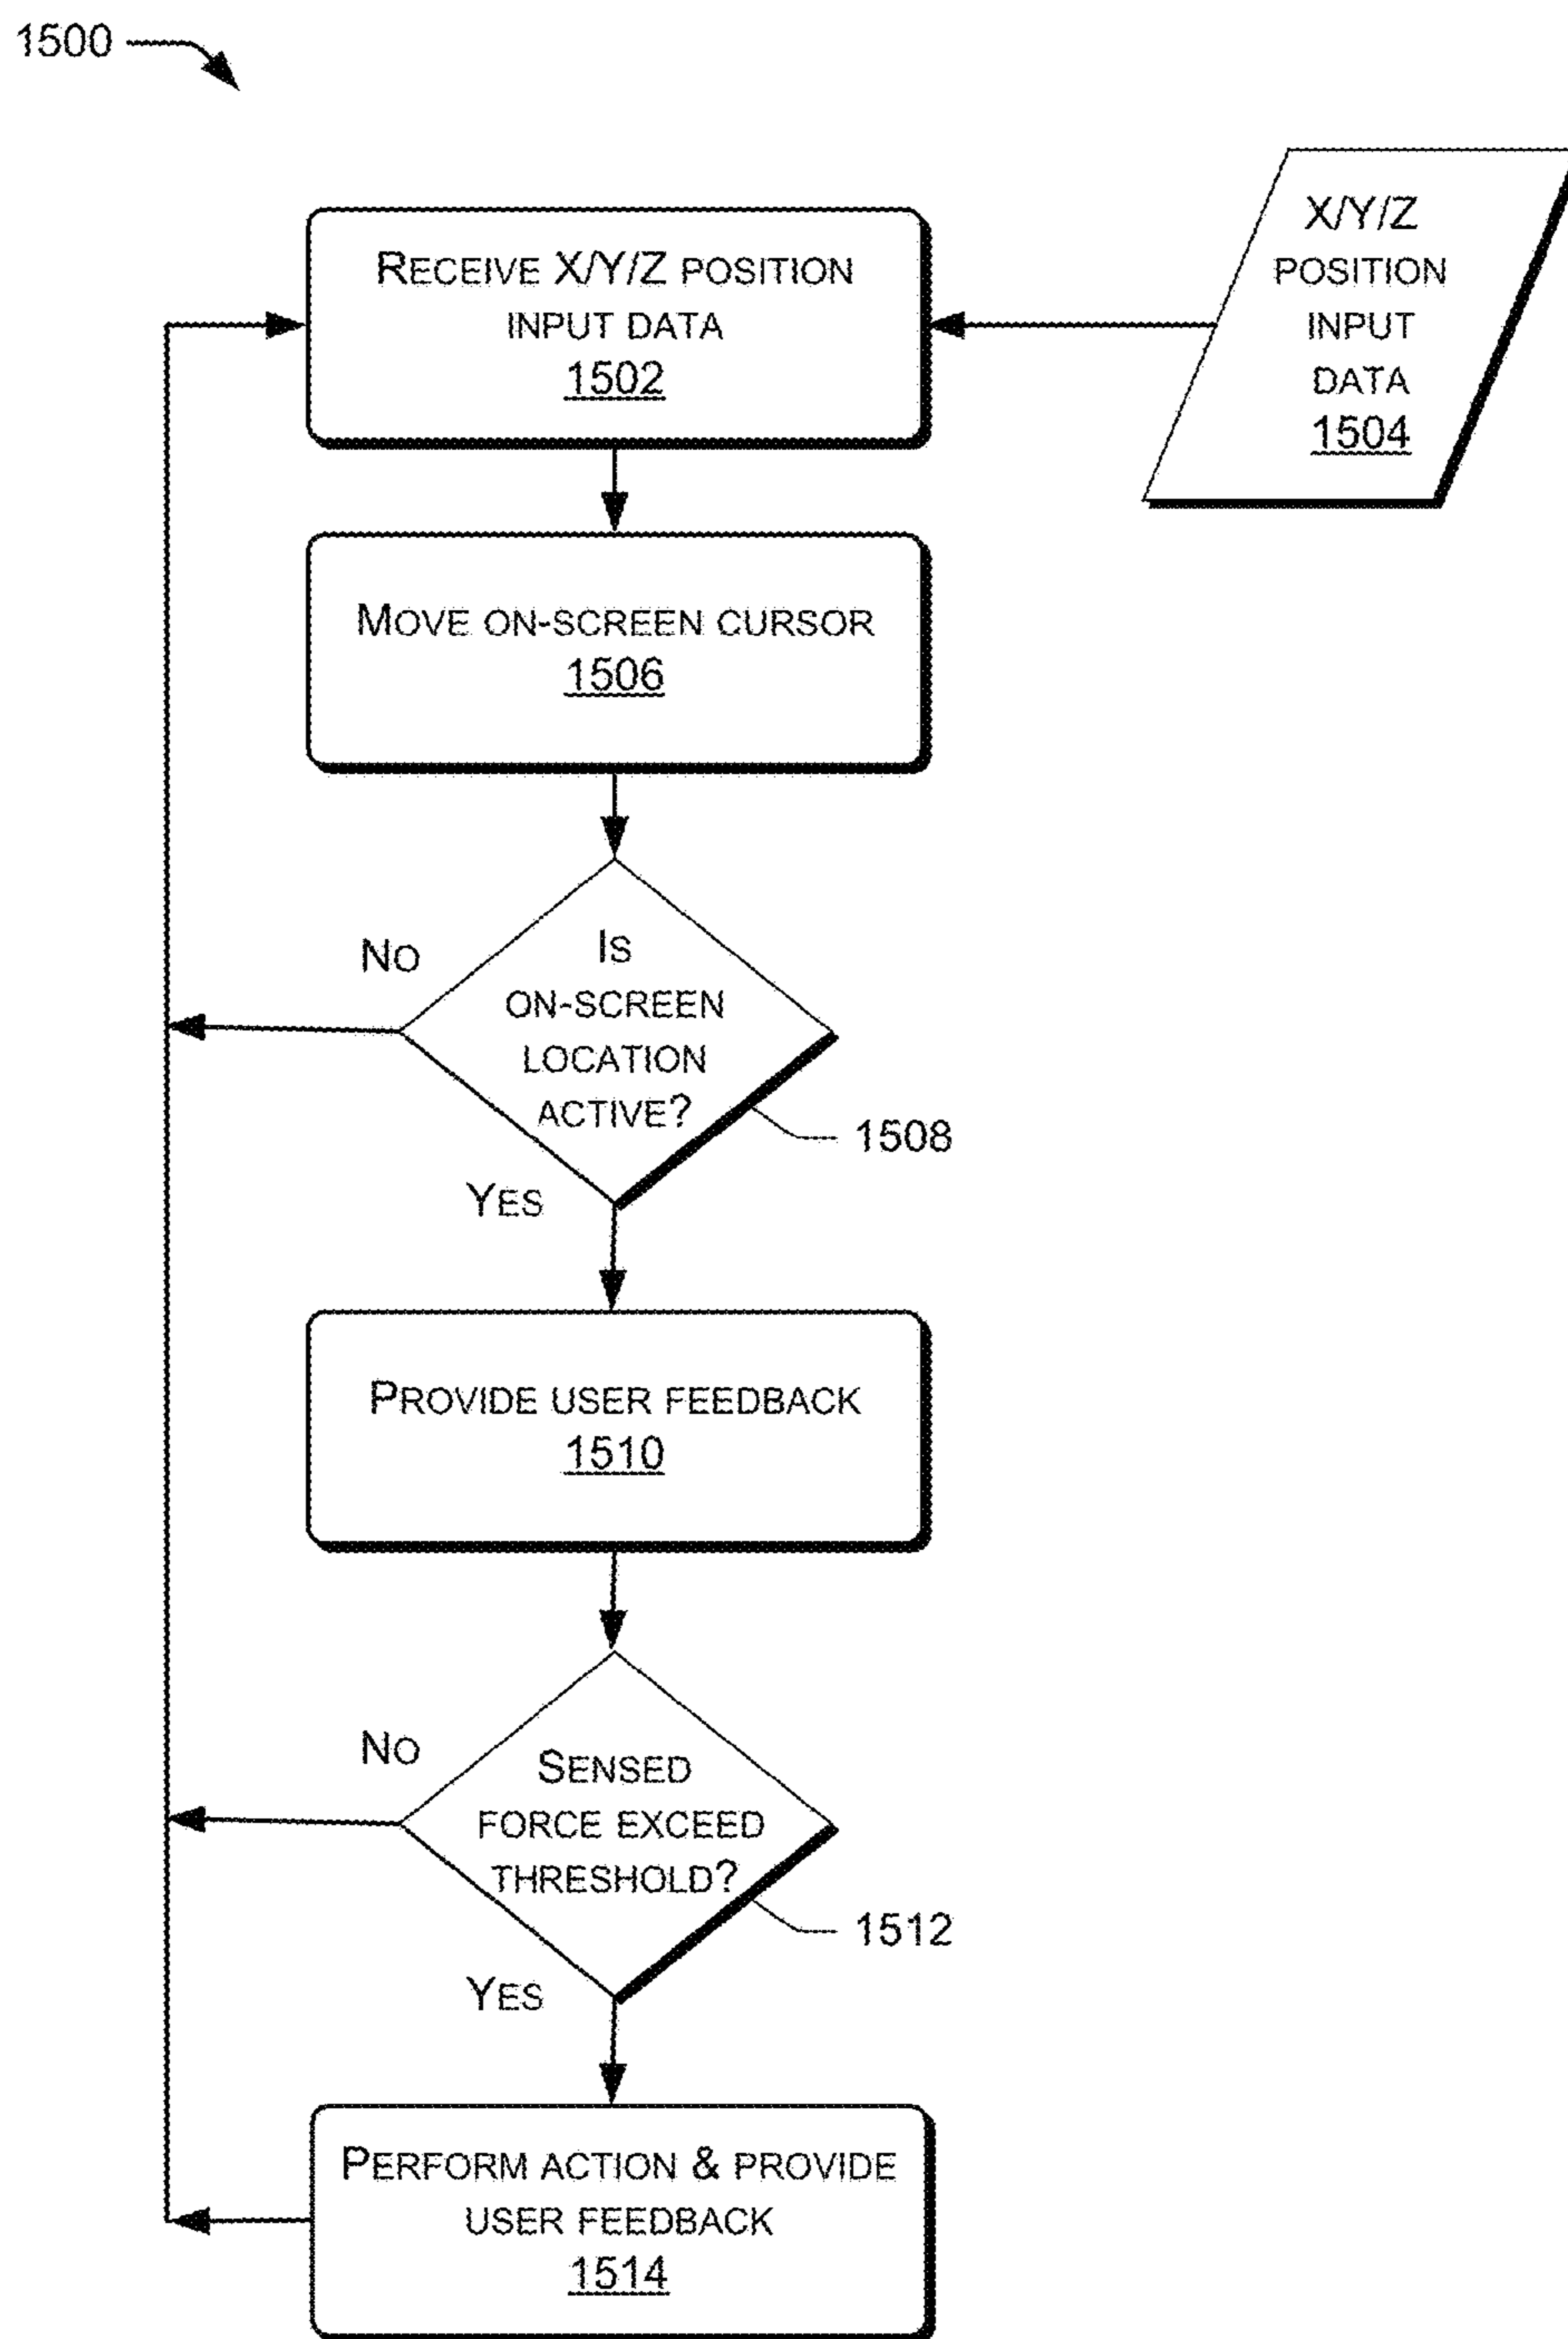 1500
RECEIVE X/Y/Z POSITION
INPUT DATA
1502
X/Y/Z
POSITION
INPUT
DATA
1504
MOVE ON-SCREEN CURSOR
1506
NO
IS
ON-SCREEN
LOCATION
ACTIVE?
1508
YES
PROVIDE USER FEEDBACK
1510
NO
SENSED
FORCE EXCEED
THRESHOLD?
1512
YES
PERFORM ACTION & PROVIDE
USER FEEDBACK
1514